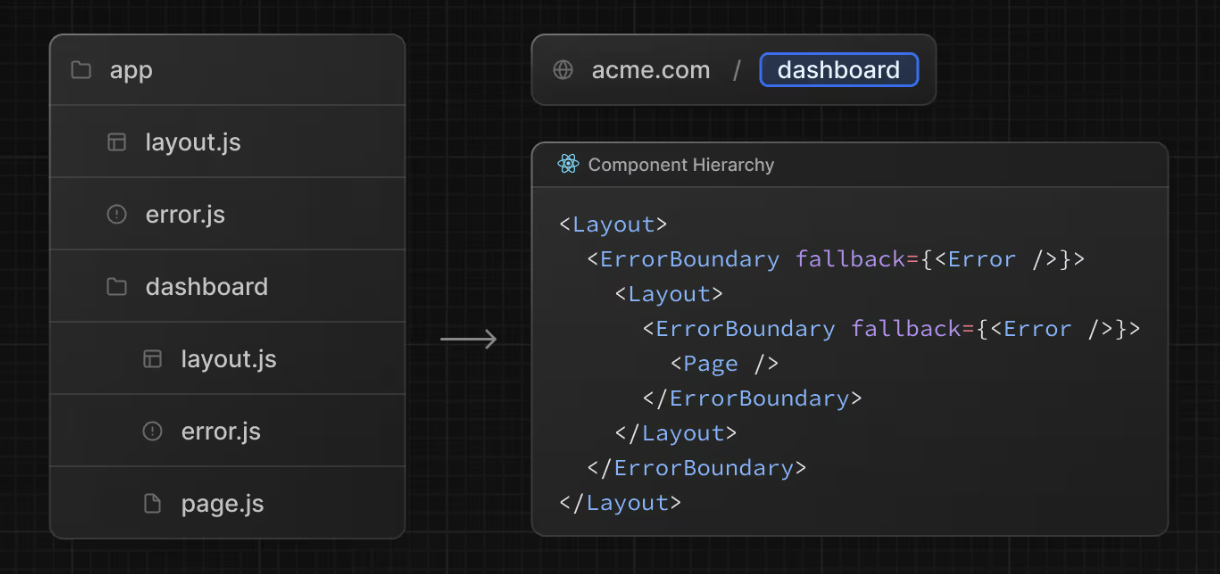 app
layout.js
error.js
dashboard
layout.js
error.js
page.js
acme.com / dashboard
Component Hierarchy
<Layout>
<ErrorBoundary fallback={<Error />}>
<Layout>
<ErrorBoundary fallback={<Error />}>
<Page />
</ErrorBoundary>
</Layout>
</ErrorBoundary>
</Layout>